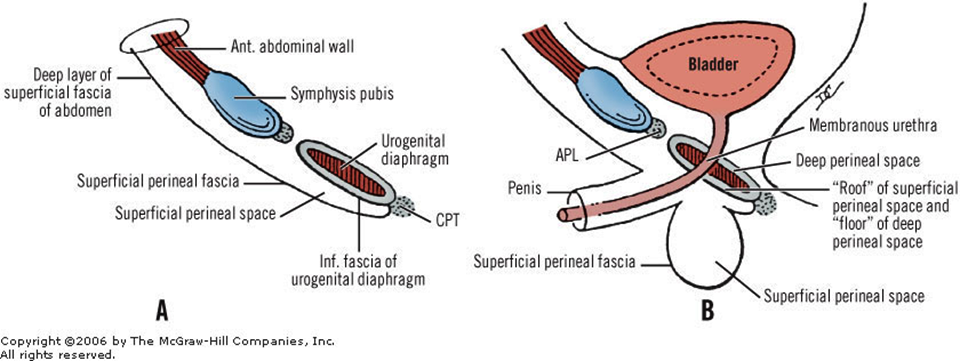 Ant. abdominal wall
Deep layer of
superficial fascia
of abdomen
Symphysis pubis
Urogenital
diaphragm
Superficial perineal fascia
Superficial perineal space
CPT
Inf. fascia of
urogenital diaphragm
A
Bladder
Membranous urethra
APL
Deep perineal space
Penis
“Roof” of superficial
perineal space and
“floor” of deep
perineal space
Superficial perineal fascia
Superficial perineal space
B
Copyright ©2006 by The McGraw-Hill Companies, Inc.
All rights reserved.